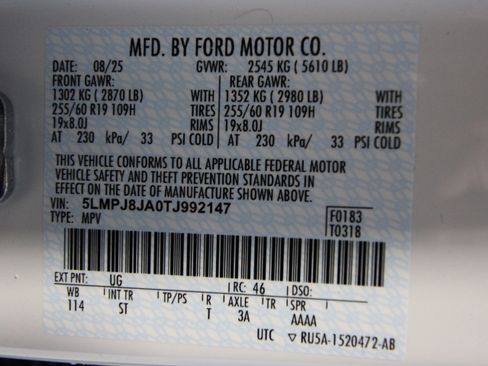 MFD. BY FORD MOTOR CO.
DATE: 08/25 GVWR: 2545 KG ( 5610 LB)
FRONT GAWR: REAR GAWR:
1302 KG ( 2870 LB) WITH 1352 KG ( 2980 LB) WITH
255/60 R19 109H TIRES 255/60 R19 109H TIRES
19x8.0J RIMS 19x8.0J RIMS
AT 230 kPa/ 33 PSI COLD AT 230 kPa/ 33 PSI COLD
THIS VEHICLE CONFORMS TO ALL APPLICABLE FEDERAL MOTOR
VEHICLE SAFETY AND THEFT PREVENTION STANDARDS IN
EFFECT ON THE DATE OF MANUFACTURE SHOWN ABOVE.
VIN: 5LMPJ8JA0TJ992147 F0183
TYPE: MPV T0318
EXT PNT: UG RC: 46 DSO:
WB INT TR TP/PS R AXLE TR SPR
114 ST T 3A AAAA
UTC ▽ RU5A-1520472-AB